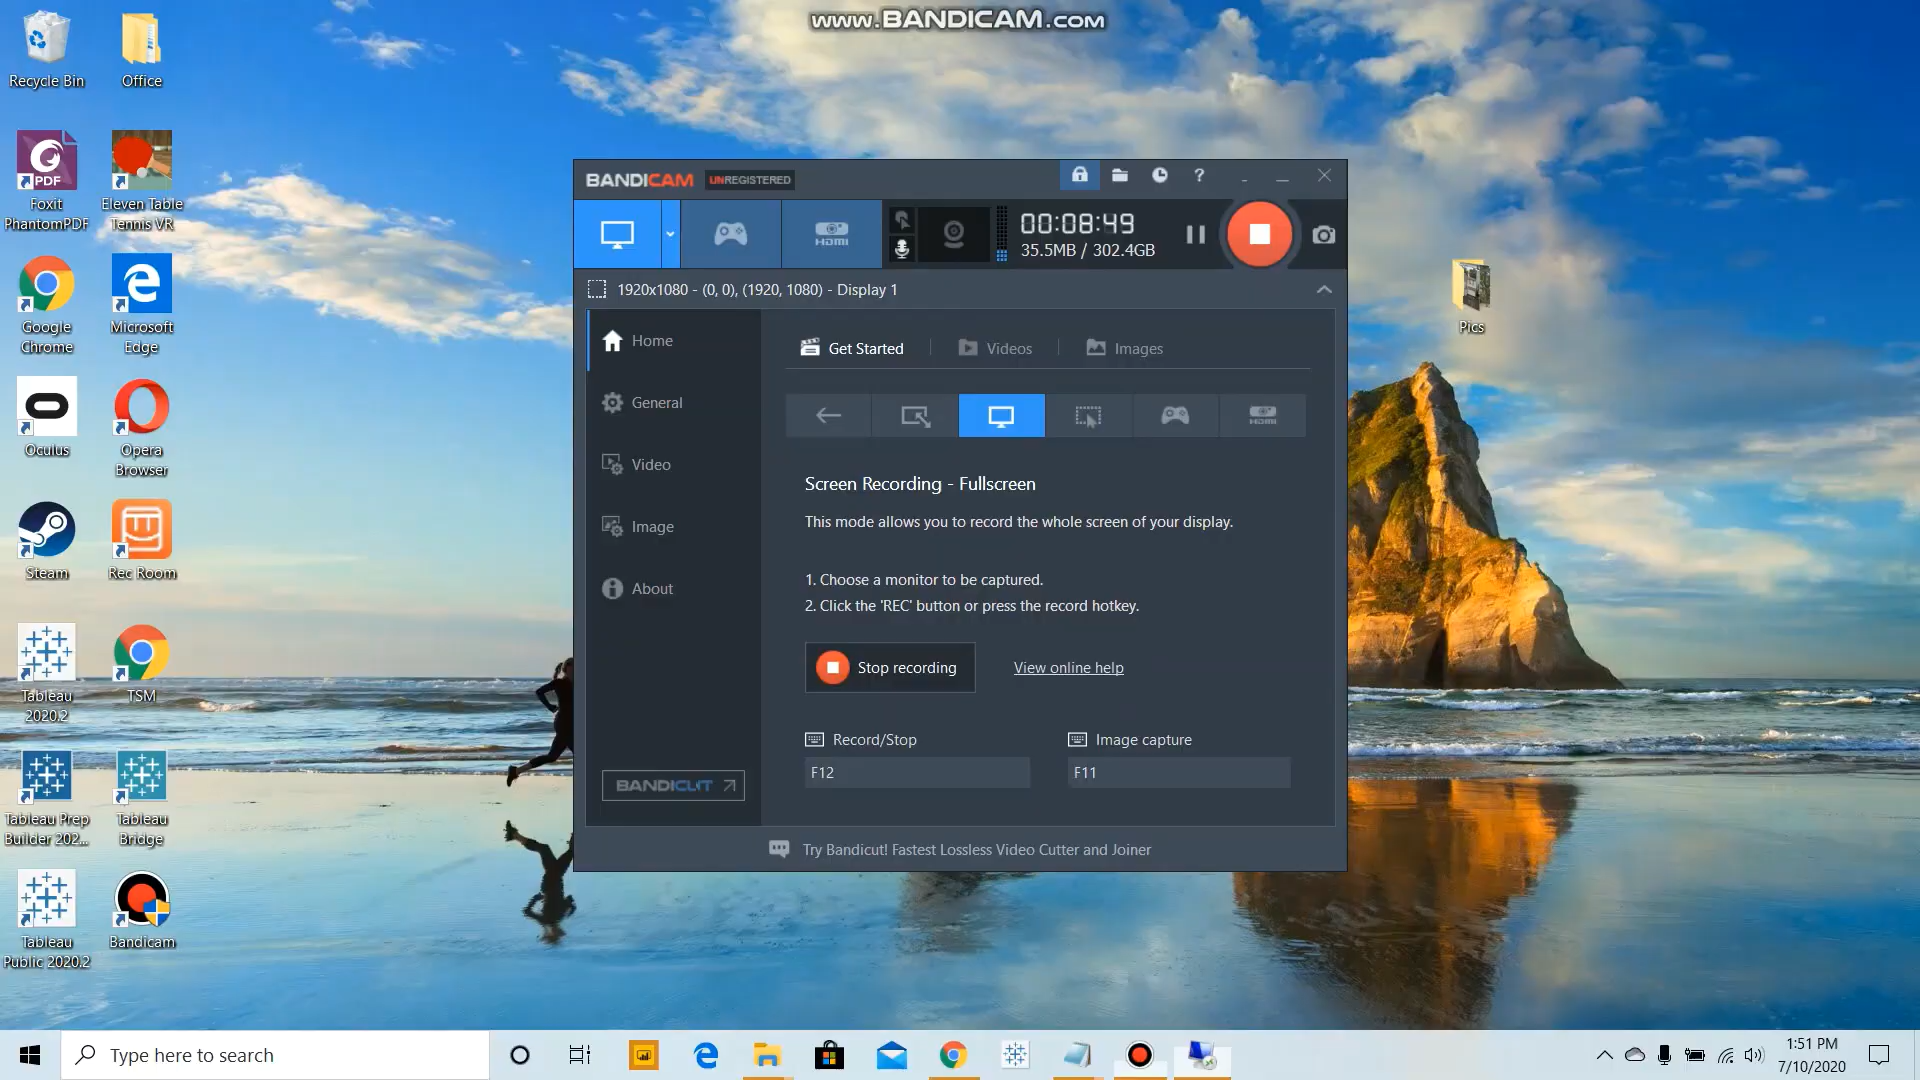 www.BANDICAM.com
Recycle Bin
Office
Foxit
PhantomPDF
PDF
Eleven Table
Tennis VR
Google
Chrome
Microsoft
Edge
Oculus
Opera
Browser
Steam
Rec Room
Tableau
2020.2
TSM
Tableau Prep
Builder 202...
Tableau
Bridge
Tableau
Public 2020.2
Bandicam
Pics
BANDICAM UNREGISTERED
HDMI
00:08:49
35.5MB / 302.4GB
1920x1080 - (0, 0), (1920, 1080) - Display 1
Home
General
Video
Image
About
BANDICUT
Get Started
Videos
Images
HDMI
Screen Recording - Fullscreen
This mode allows you to record the whole screen of your display.
1. Choose a monitor to be captured.
2. Click the 'REC' button or press the record hotkey.
Stop recording
View online help
Record/Stop
F12
Image capture
F11
Try Bandicut! Fastest Lossless Video Cutter and Joiner
Type here to search
1:51 PM
7/10/2020